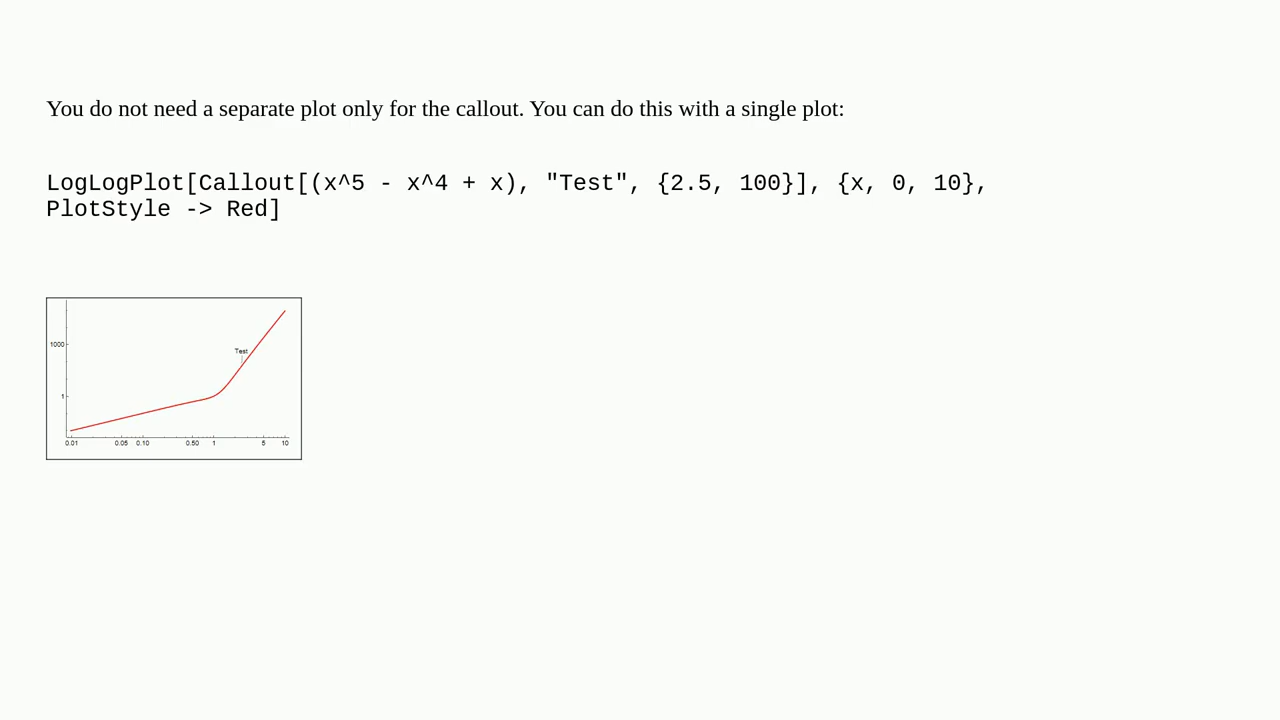 You do not need a separate plot only for the callout. You can do this with a single plot:
LogLogPlot[Callout[(x^5 - x^4 + x), "Test", {2.5, 100}], {x, 0, 10},
PlotStyle -> Red]
Test
1000
1
0.01 0.05 0.10 0.50 1 5 10